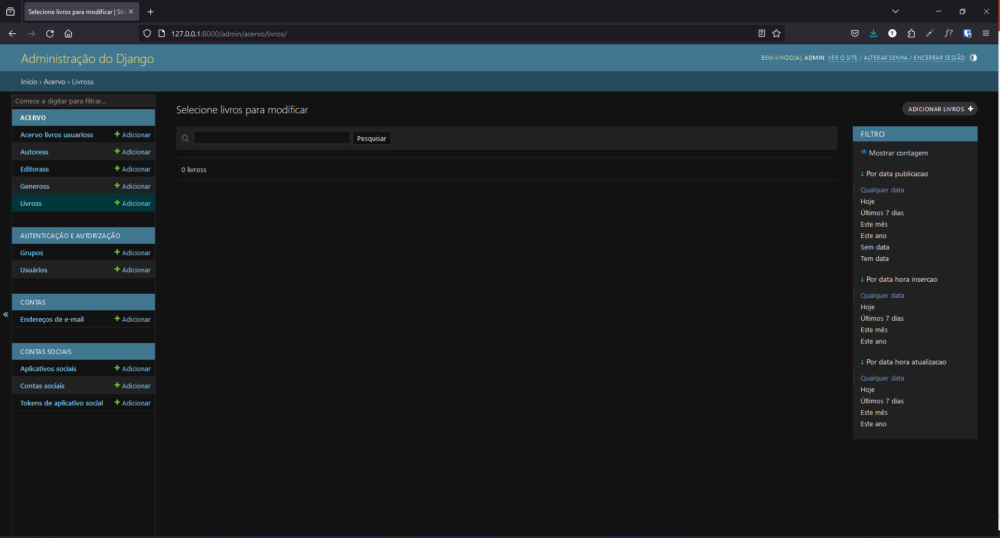 Selecione livros para modificar | Site
127.0.0.1:8000/admin/acervo/livros/
Administração do Django
BEM-VINDO(A), ADMIN. VER O SITE / ALTERAR SENHA / ENCERRAR SESSÃO
Início › Acervo › Livross
Comece a digitar para filtrar...
ACERVO
Acervo livros usuarioss Adicionar
Autoress Adicionar
Editorass Adicionar
Generoso Adicionar
Livross Adicionar
AUTENTICAÇÃO E AUTORIZAÇÃO
Grupos Adicionar
Usuários Adicionar
CONTAS
Endereços de e-mail Adicionar
CONTAS SOCIAIS
Aplicativos sociais Adicionar
Contas sociais Adicionar
Tokens de aplicativo social Adicionar
Selecione livros para modificar
ADICIONAR LIVROS
Pesquisar
0 livross
FILTRO
Mostrar contagem
↓ Por data publicacao
Qualquer data
Hoje
Últimos 7 dias
Este mês
Este ano
Sem data
Tem data
↓ Por data hora insercao
Qualquer data
Hoje
Últimos 7 dias
Este mês
Este ano
↓ Por data hora atualizacao
Qualquer data
Hoje
Últimos 7 dias
Este mês
Este ano